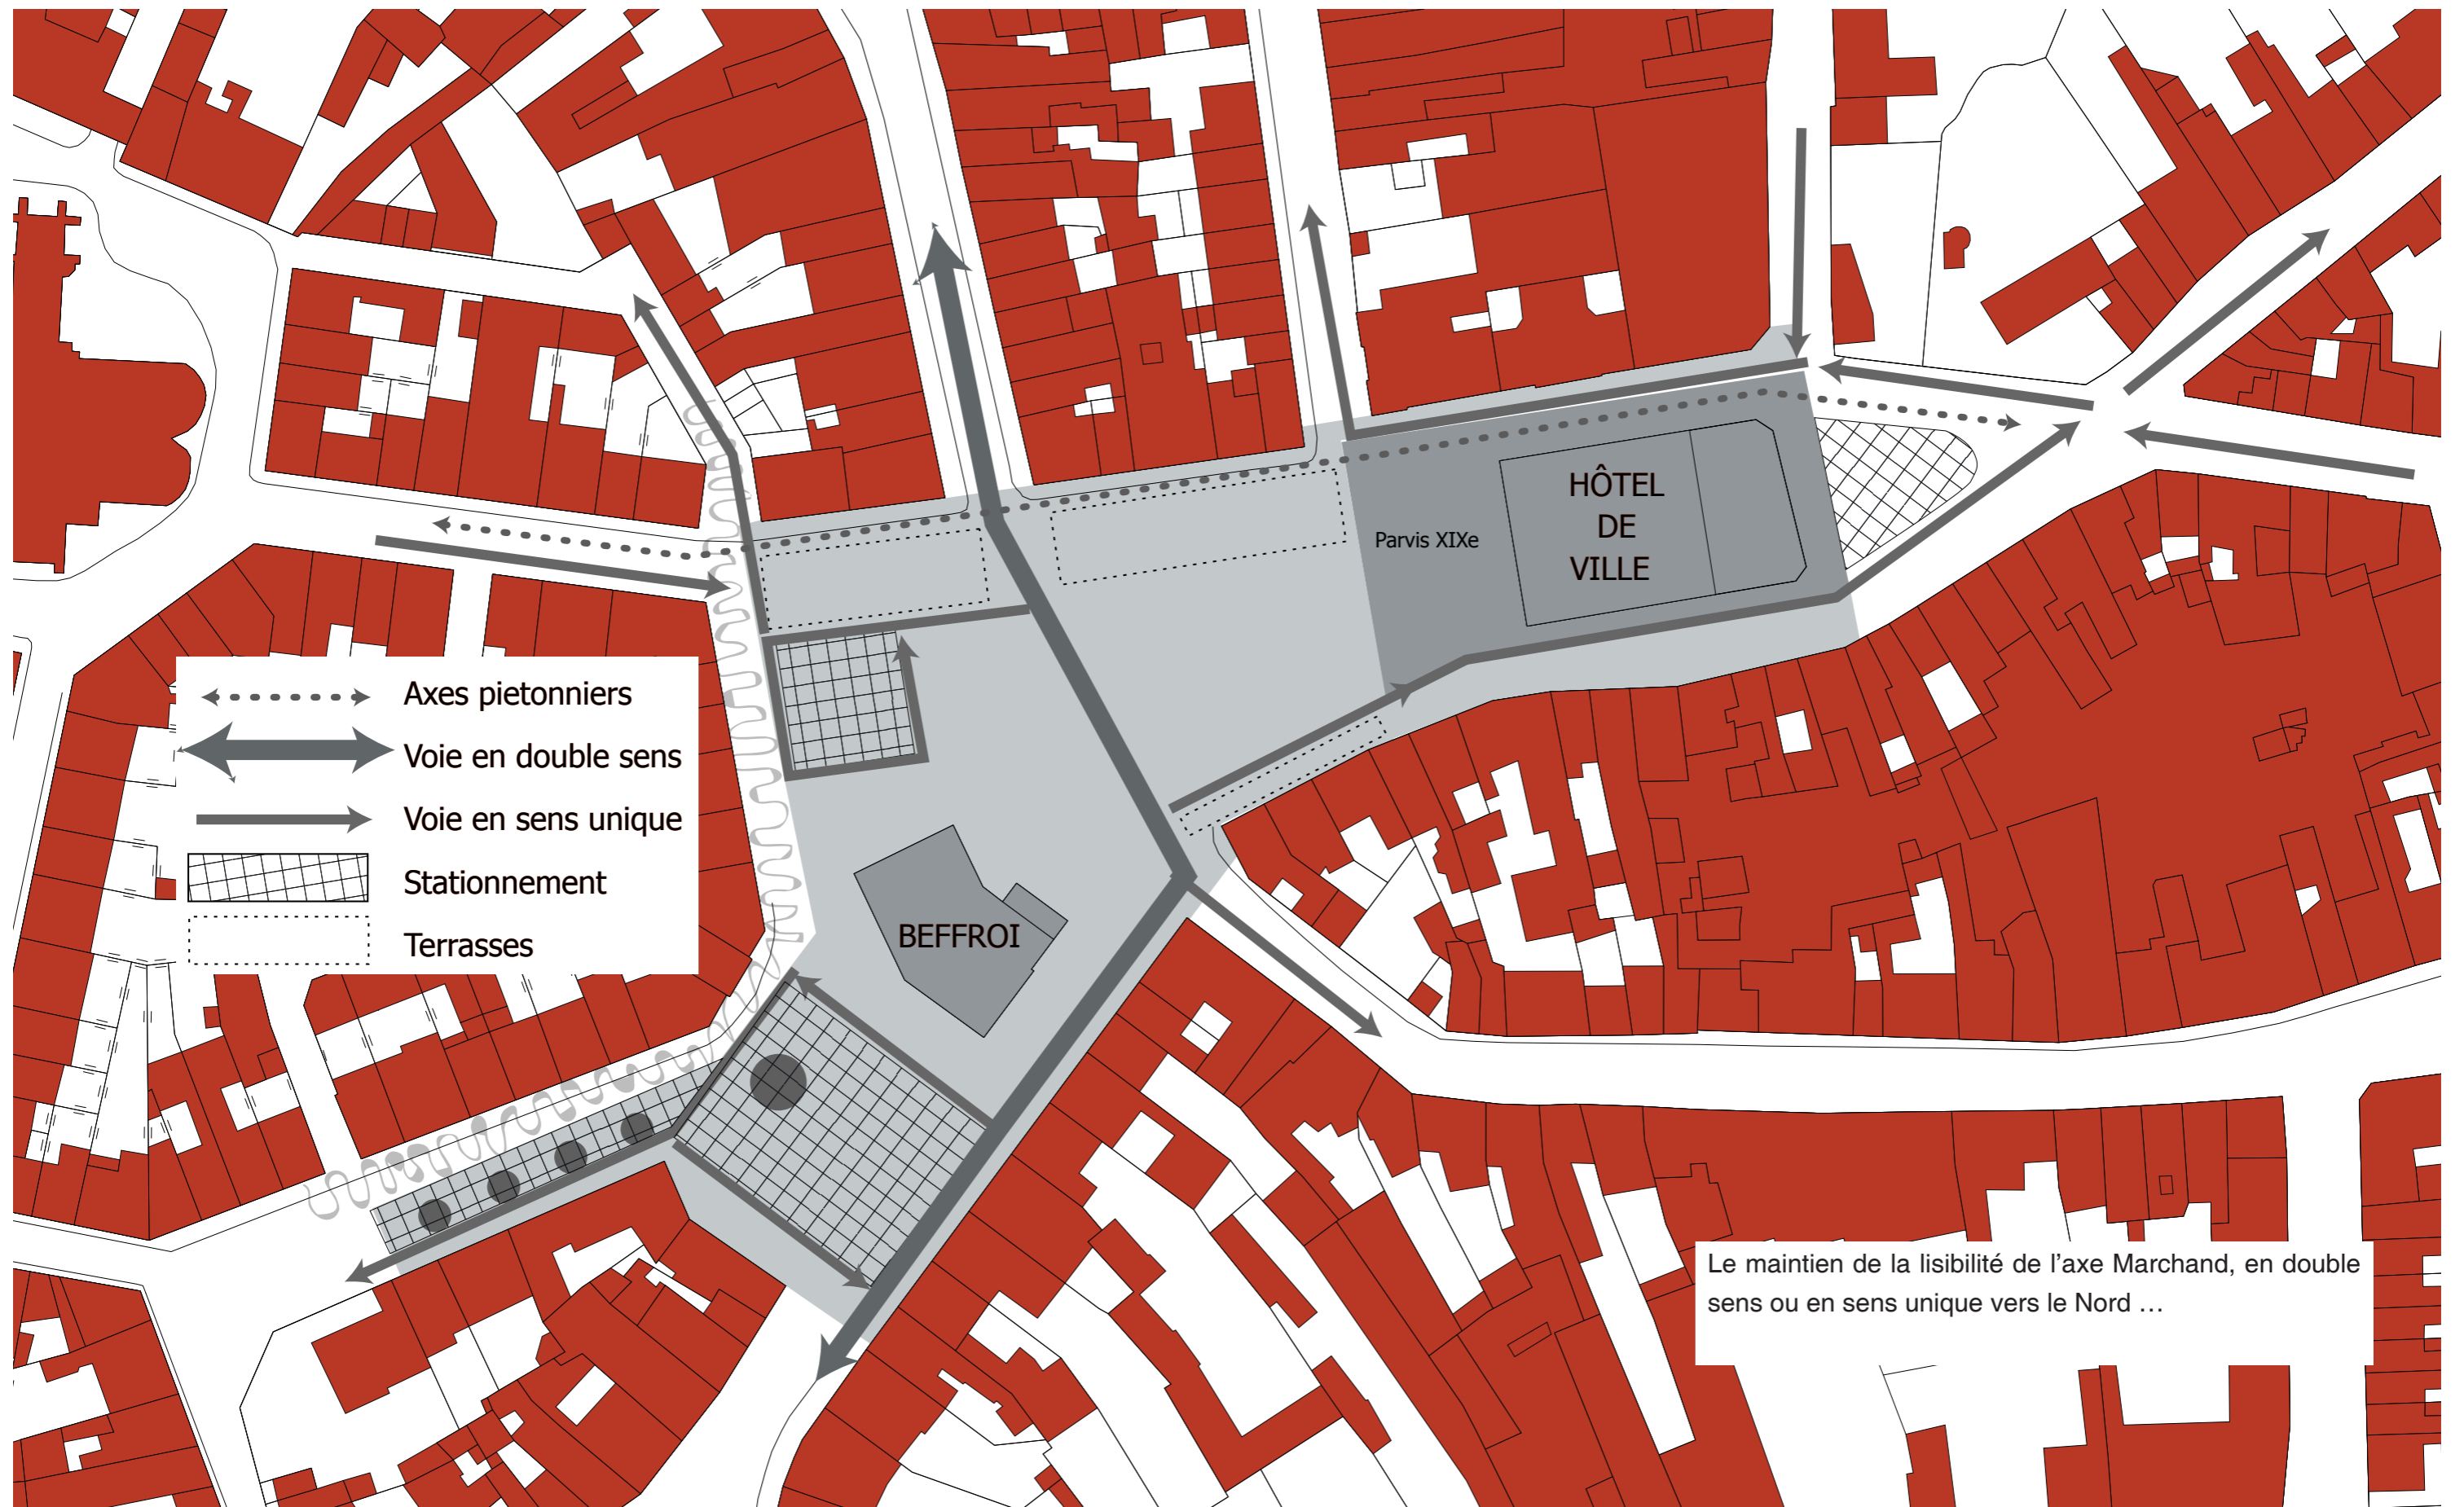 HÔTEL
DE
VILLE
Parvis XIXe
Axes pietonniers
Voie en double sens
Voie en sens unique
Stationnement
Terrasses
BEFFROI
Le maintien de la lisibilité de l’axe Marchand, en double
sens ou en sens unique vers le Nord …